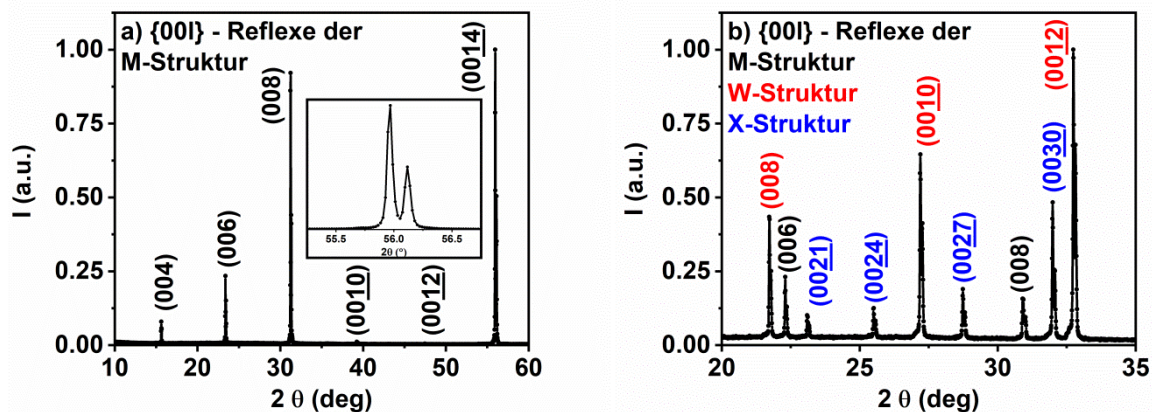 a) {00l} - Reflexe der
M-Struktur
(004)
(006)
(008)
(0010)
(0012)
(0014)
55.5 56.0 56.5
2θ (°)
I (a.u.)
1.00
0.75
0.50
0.25
0.00
10 20 30 40 50 60
2 θ (deg)
b) {00l} - Reflexe der
M-Struktur
W-Struktur
X-Struktur
(008)
(006)
(0021)
(0024)
(0010)
(0027)
(008)
(0030)
(0012)
I (a.u.)
1.00
0.75
0.50
0.25
0.00
20 25 30 35
2 θ (deg)